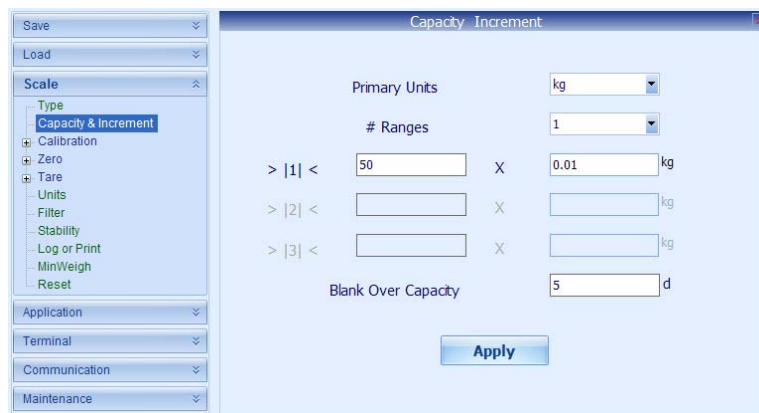 Save
Load
Scale
Type
Capacity & Increment
Calibration
Zero
Tare
Units
Filter
Stability
Log or Print
MinWeigh
Reset
Application
Terminal
Communication
Maintenance
Capacity Increment
Primary Units kg
# Ranges 1
> |1| < 50 X 0.01 kg
> |2| < X kg
> |3| < X kg
Blank Over Capacity 5 d
Apply